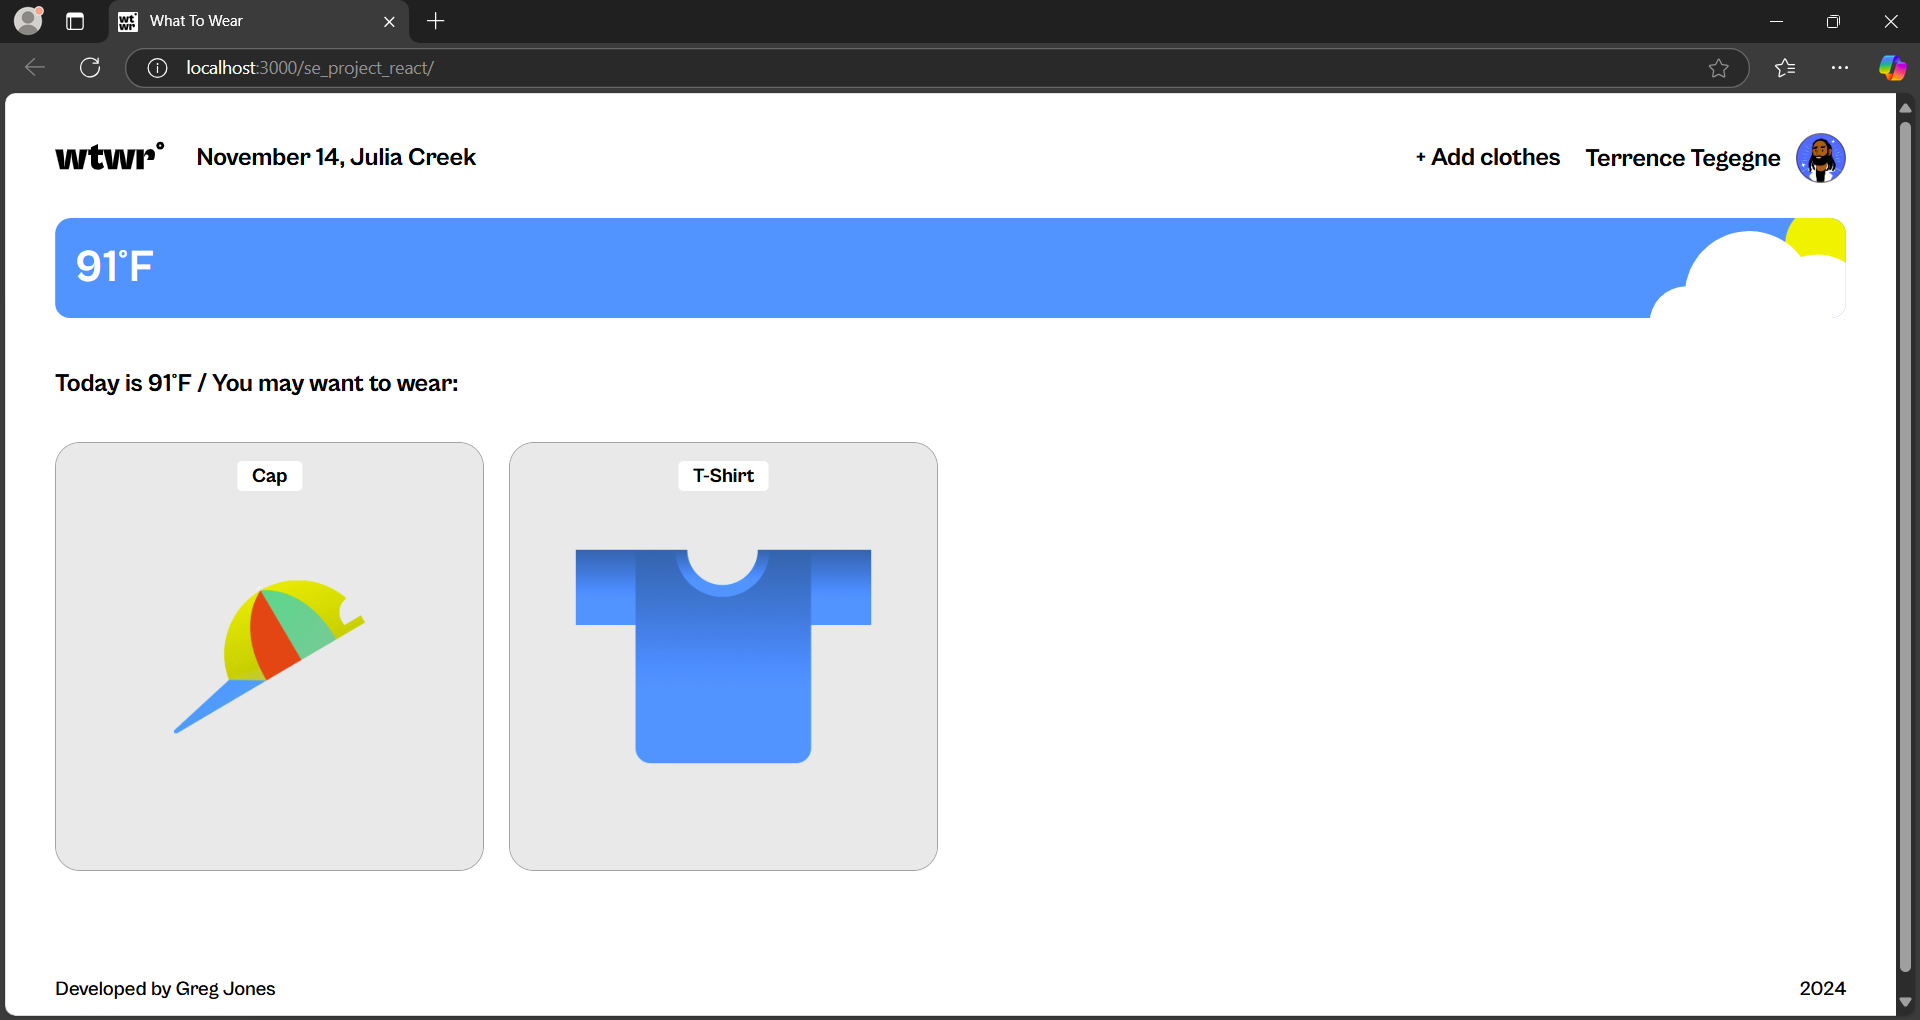 What To Wear
localhost:3000/se_project_react/
wtwr° November 14, Julia Creek + Add clothes Terrence Tegegne
91°F
Today is 91°F / You may want to wear:
Cap T-Shirt
Developed by Greg Jones 2024